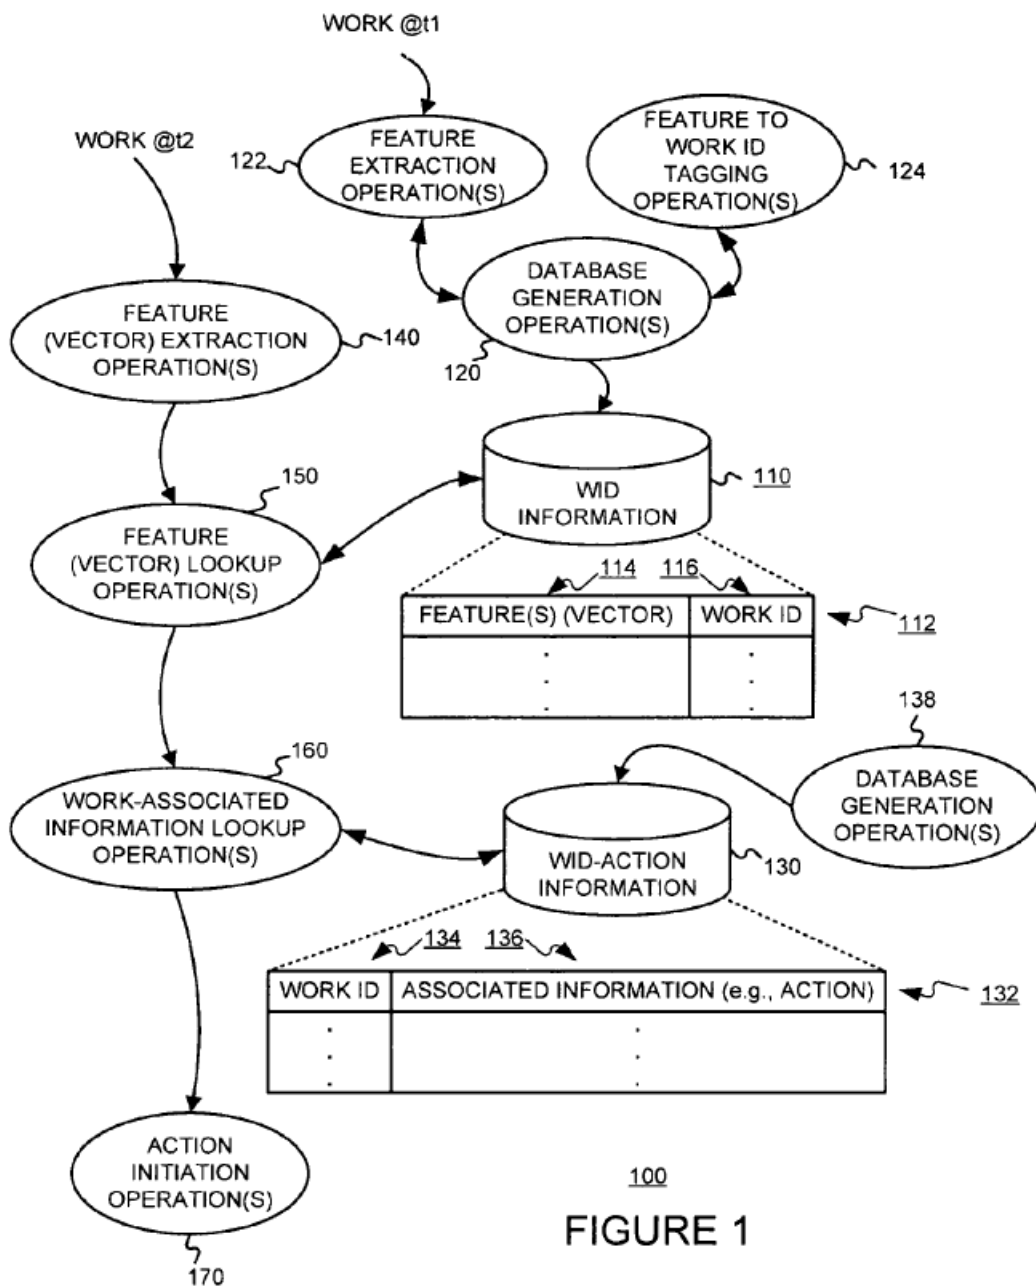 WORK @t1
WORK @t2
122
FEATURE
EXTRACTION
OPERATION(S)
FEATURE TO
WORK ID
TAGGING
OPERATION(S)
124
FEATURE
(VECTOR) EXTRACTION
OPERATION(S)
140
DATABASE
GENERATION
OPERATION(S)
120
150
FEATURE
(VECTOR) LOOKUP
OPERATION(S)
WID
INFORMATION
110
114
116
FEATURE(S) (VECTOR)
WORK ID
112
138
DATABASE
GENERATION
OPERATION(S)
160
WORK-ASSOCIATED
INFORMATION LOOKUP
OPERATION(S)
WID-ACTION
INFORMATION
130
134
136
WORK ID
ASSOCIATED INFORMATION (e.g., ACTION)
132
ACTION
INITIATION
OPERATION(S)
170
100
FIGURE 1